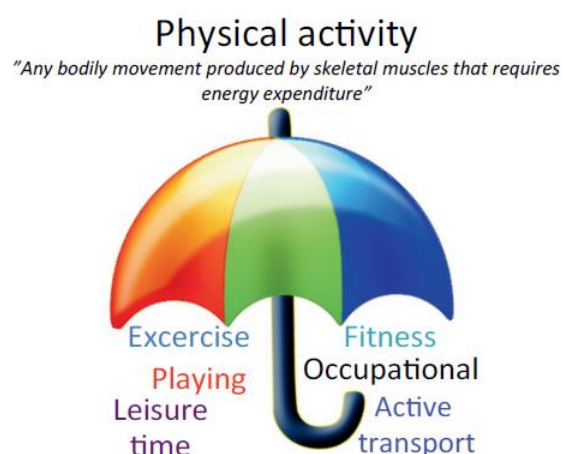 Physical activity
”Any bodily movement produced by skeletal muscles that requires
energy expenditure”
Excercise
Fitness
Playing
Occupational
Leisure
time
Active
transport